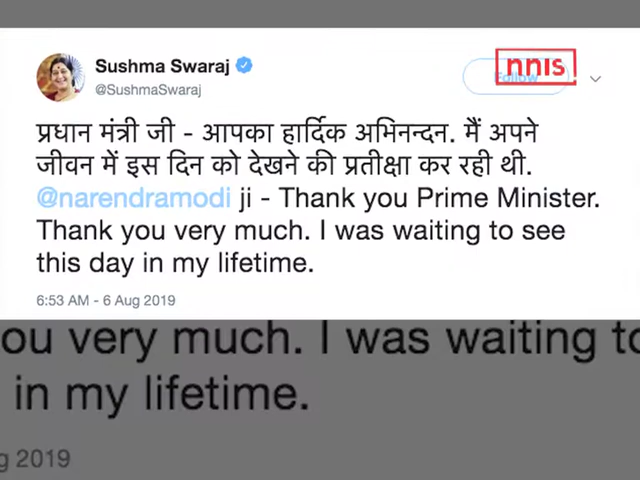 Sushma Swaraj
@SushmaSwaraj
Follow
nnis
प्रधान मंत्री जी - आपका हार्दिक अभिनन्दन. मैं अपने
जीवन में इस दिन को देखने की प्रतीक्षा कर रही थी.
@narendramodi ji - Thank you Prime Minister.
Thank you very much. I was waiting to see
this day in my lifetime.
6:53 AM - 6 Aug 2019
ou very much. I was waiting to
in my lifetime.
g 2019